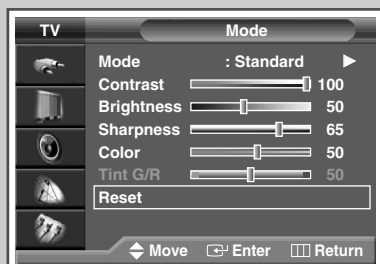 TV Mode
Mode : Standard
Contrast 100
Brightness 50
Sharpness 65
Color 50
Tint G/R 50
Reset
Move Enter Return